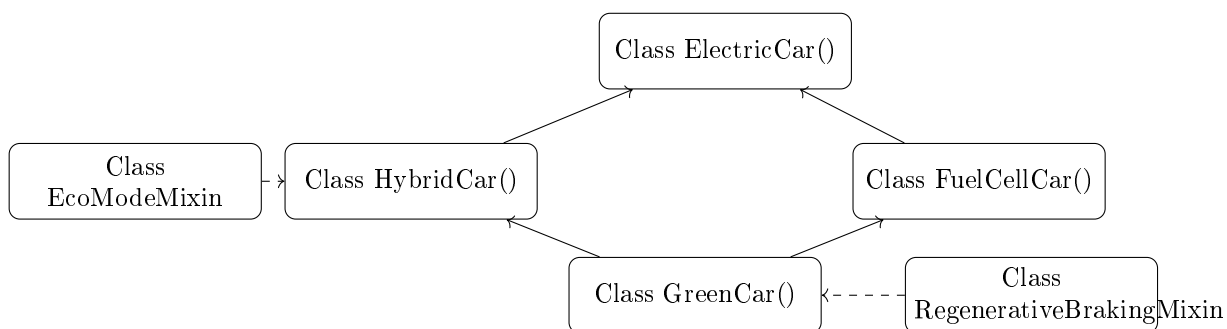 Class ElectricCar()
Class
EcoModeMixin
Class HybridCar()
Class FuelCellCar()
Class GreenCar()
Class
RegenerativeBrakingMixin